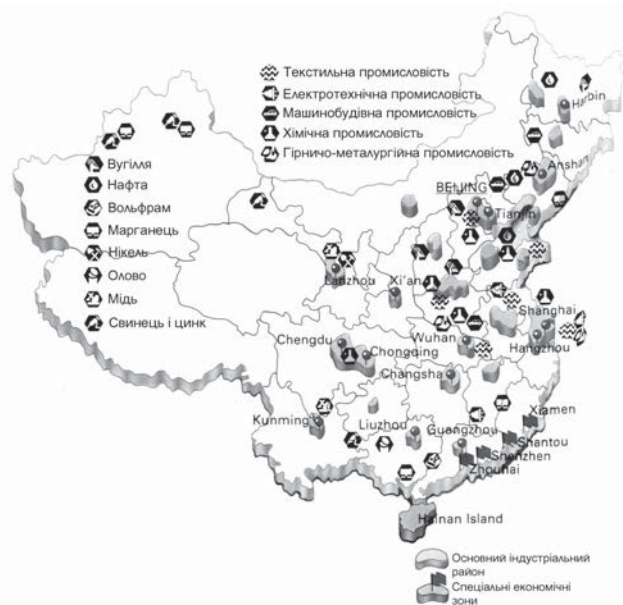 Текстильна промисловість
Електротехнічна промисловість
Машинобудівна промисловість
Хімічна промисловість
Гірничо-металургійна промисловість
Вугілля
Нафта
Вольфрам
Марганець
Нікель
Олово
Мідь
Свинець і цинк
Harbin
Anshan
BEIJING
Tianjin
Lanzhou
Xi'an
Shanghai
Wuhan
Hangzhou
Chengdu
Chongqing
Changsha
Xiamen
Kunming
Liuzhou
Guangzhou
Shantou
Shenzhen
Zhouhai
Hainan Island
Основний індустріальний
район
Спеціальні економічні
зони